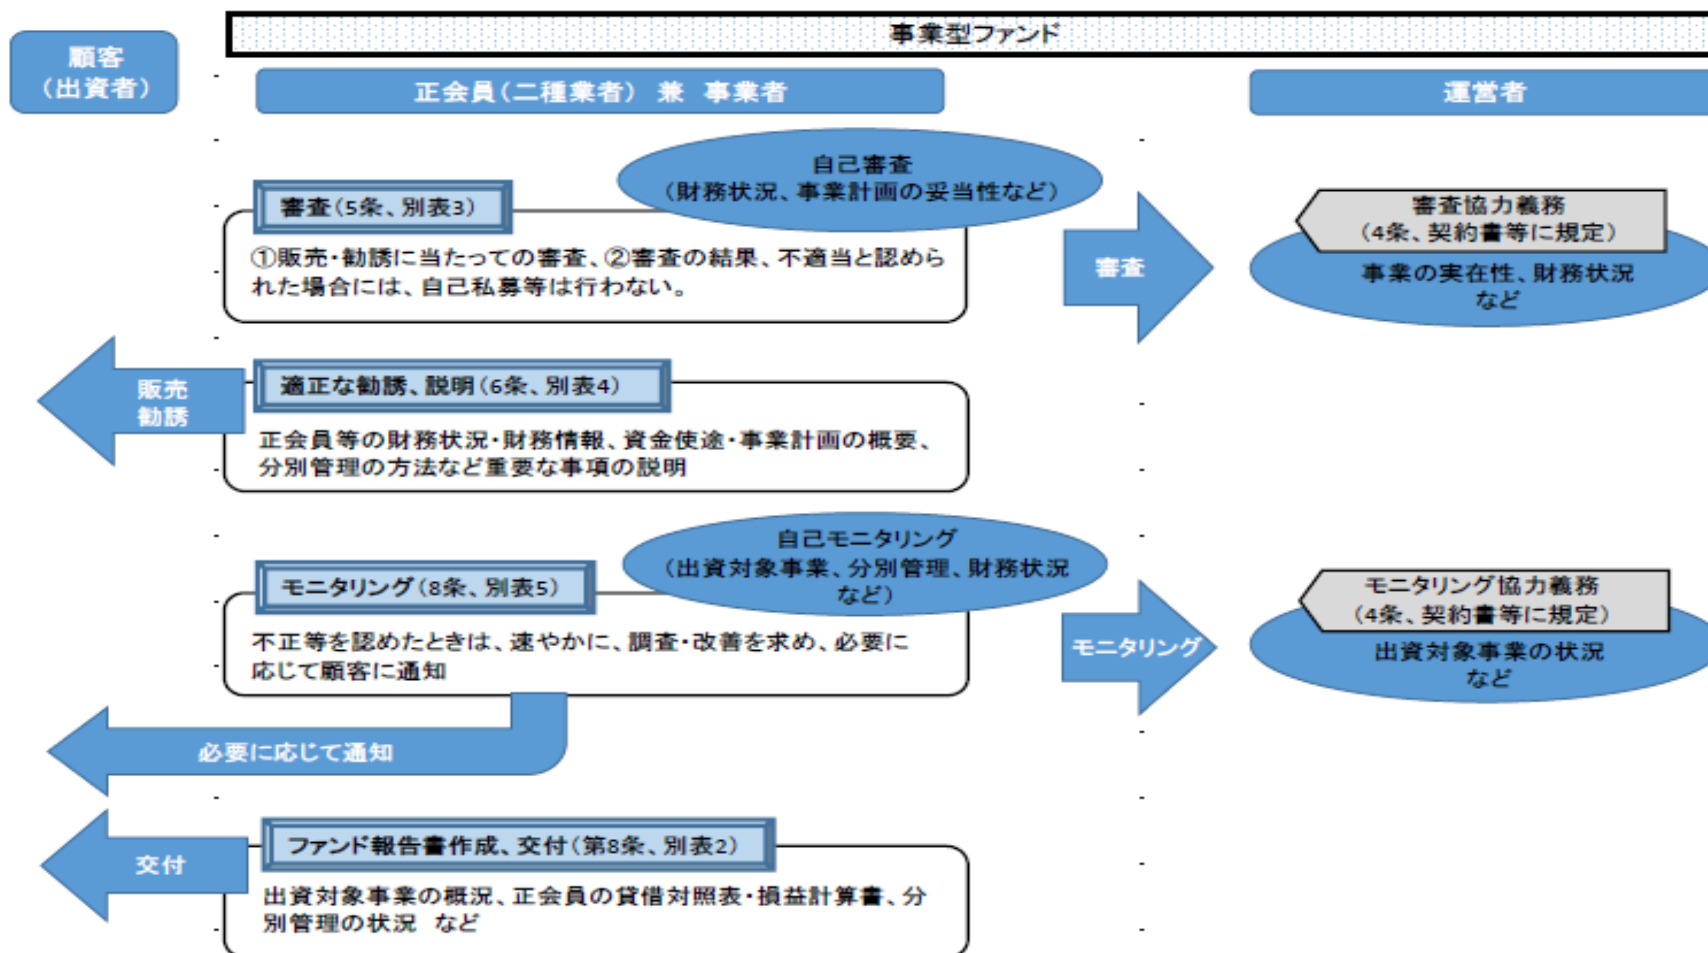 事業型ファンド
顧客
（出資者）
正会員（二種業者） 兼 事業者
運営者
自己審査
（財務状況、事業計画の妥当性など）
審査（5条、別表3）
①販売・勧誘に当たっての審査、②審査の結果、不適当と認めら
れた場合には、自己私募等は行わない。
審査
審査協力義務
（4条、契約書等に規定）
事業の実在性、財務状況
など
販売
勧誘
適正な勧誘、説明（6条、別表4）
正会員等の財務状況・財務情報、資金使途・事業計画の概要、
分別管理の方法など重要な事項の説明
自己モニタリング
（出資対象事業、分別管理、財務状況
など）
モニタリング（8条、別表5）
不正等を認めたときは、速やかに、調査・改善を求め、必要に
応じて顧客に通知
モニタリング
モニタリング協力義務
（4条、契約書等に規定）
出資対象事業の状況
など
必要に応じて通知
交付
ファンド報告書作成、交付（第8条、別表2）
出資対象事業の概況、正会員の貸借対照表・損益計算書、分
別管理の状況 など